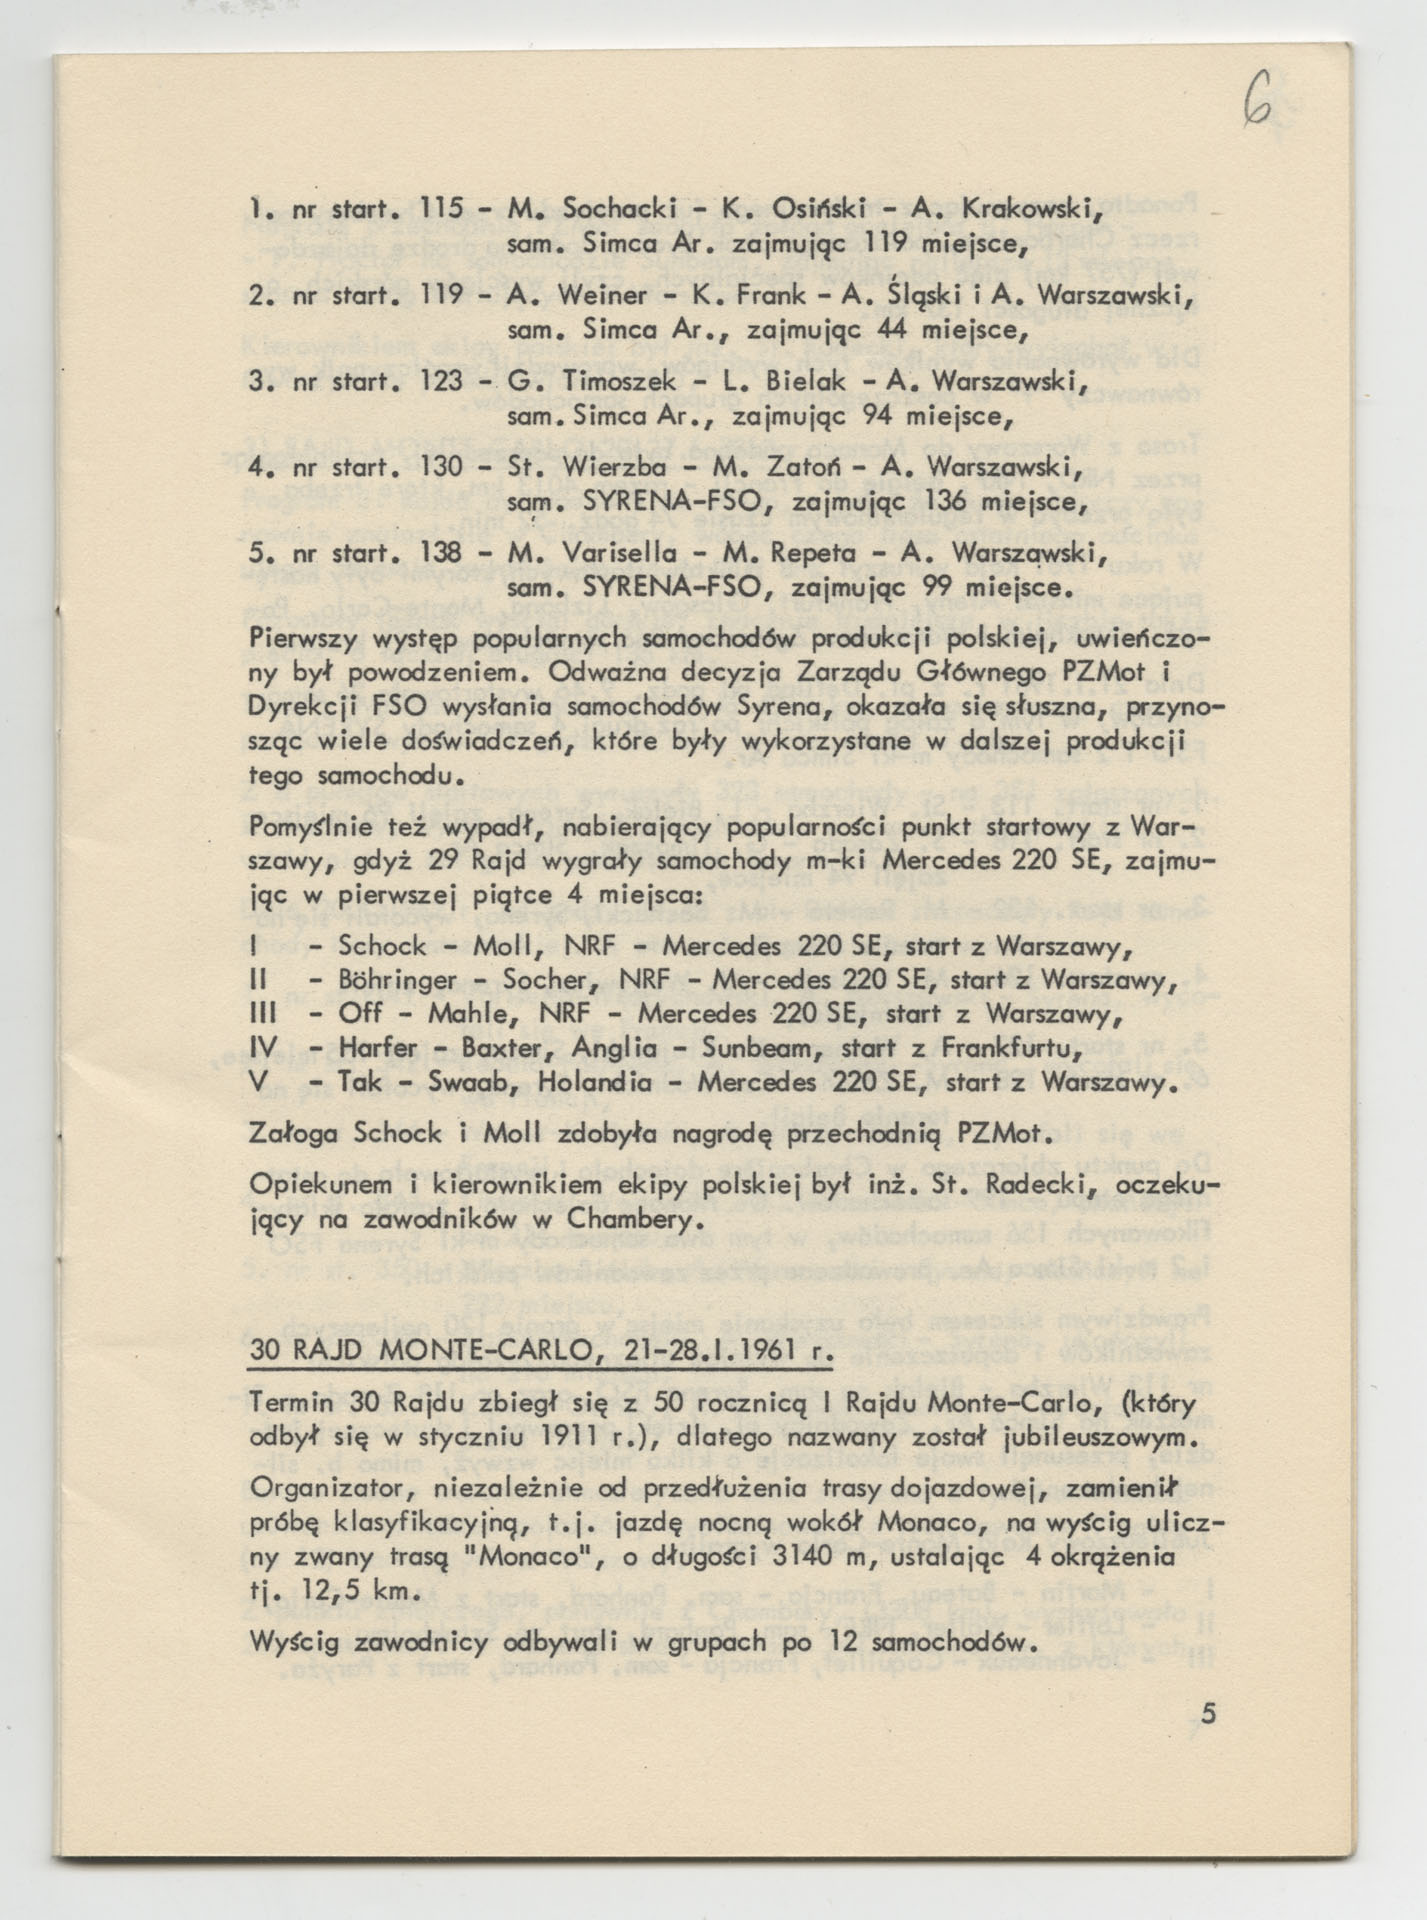 6
1. nr start. 115 - M. Sochacki - K. Osiński - A. Krakowski,
sam. Simca Ar. zajmując 119 miejsce,
2. nr start. 119 - A. Weiner - K. Frank - A. Śląski i A. Warszawski,
sam. Simca Ar., zajmując 44 miejsce,
3. nr start. 123 - G. Timoszek - L. Bielak - A. Warszawski,
sam. Simca Ar., zajmując 94 miejsce,
4. nr start. 130 - St. Wierzba - M. Zatoń - A. Warszawski,
sam. SYRENA-FSO, zajmując 136 miejsce,
5. nr start. 138 - M. Varisella - M. Repeta - A. Warszawski,
sam. SYRENA-FSO, zajmując 99 miejsce.
Pierwszy występ popularnych samochodów produkcji polskiej, uwieńczo-
ny był powodzeniem. Odważna decyzja Zarządu Głównego PZMot i
Dyrekcji FSO wysłania samochodów Syrena, okazała się słuszna, przyno-
sząc wiele doświadczeń, które były wykorzystane w dalszej produkcji
tego samochodu.
Pomyślnie też wypadł, nabierający popularności punkt startowy z War-
szawy, gdyż 29 Rajd wygrały samochody m-ki Mercedes 220 SE, zajmu-
jąc w pierwszej piątce 4 miejsca:
I - Schock - Moll, NRF - Mercedes 220 SE, start z Warszawy,
II - Böhringer - Socher, NRF - Mercedes 220 SE, start z Warszawy,
III - Off - Mahle, NRF - Mercedes 220 SE, start z Warszawy,
IV - Harfer - Baxter, Anglia - Sunbeam, start z Frankfurtu,
V - Tak - Swaab, Holandia - Mercedes 220 SE, start z Warszawy.
Załoga Schock i Moll zdobyła nagrodę przechodnią PZMot.
Opiekunem i kierownikiem ekipy polskiej był inż. St. Radecki, oczeku-
jący na zawodników w Chambery.
30 RAJD MONTE-CARLO, 21-28.I.1961 r.
Termin 30 Rajdu zbiegł się z 50 rocznicą I Rajdu Monte-Carlo, (który
odbył się w styczniu 1911 r.), dlatego nazwany został jubileuszowym.
Organizator, niezależnie od przedłużenia trasy dojazdowej, zamienił
próbę klasyfikacyjną, t.j. jazdę nocną wokół Monaco, na wyścig ulicz-
ny zwany trasą "Monaco", o długości 3140 m, ustalając 4 okrążenia
tj. 12,5 km.
Wyścig zawodnicy odbywali w grupach po 12 samochodów.
5